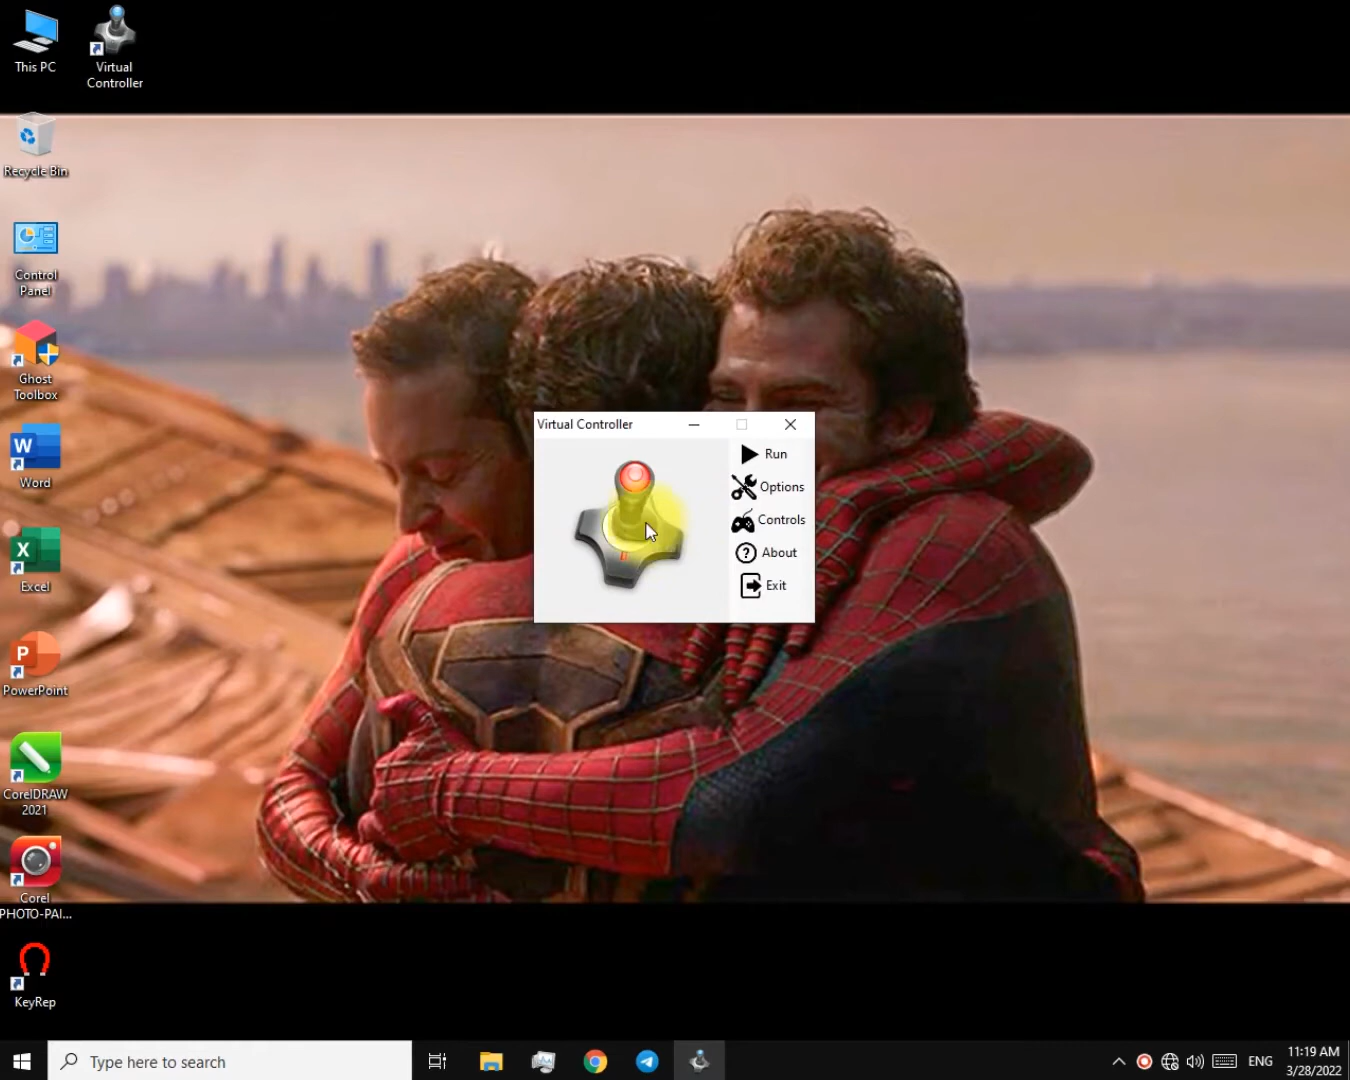 This PC
Virtual
Controller
Recycle Bin
Control
Panel
Ghost
Toolbox
Word
Excel
PowerPoint
CorelDRAW
2021
Corel
PHOTO-PAI...
KeyRep
Virtual Controller
Run
Options
Controls
About
Exit
Type here to search
ENG
11:19 AM
3/28/2022